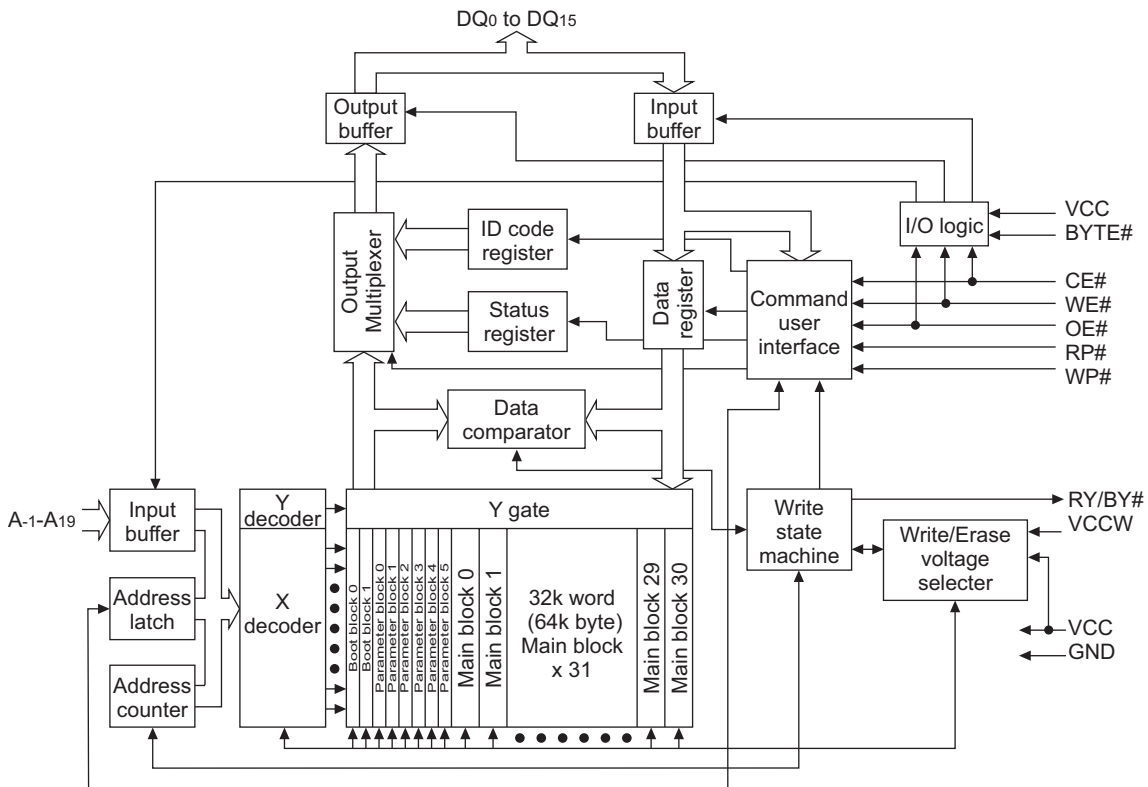 DQ0 to DQ15
Output
buffer
Input
buffer
I/O logic
VCC
BYTE#
Output
Multiplexer
ID code
register
Status
register
Data
register
Command
user
interface
CE#
WE#
OE#
RP#
WP#
Data
comparator
A-1-A19
Input
buffer
Address
latch
Address
counter
Y
decoder
X
decoder
Y gate
Boot block 0
Boot block 1
Parameter block 0
Parameter block 1
Parameter block 2
Parameter block 3
Parameter block 4
Parameter block 5
Main block 0
Main block 1
32k word
(64k byte)
Main block
x 31
Main block 29
Main block 30
Write
state
machine
RY/BY#
VCCW
Write/Erase
voltage
selecter
VCC
GND